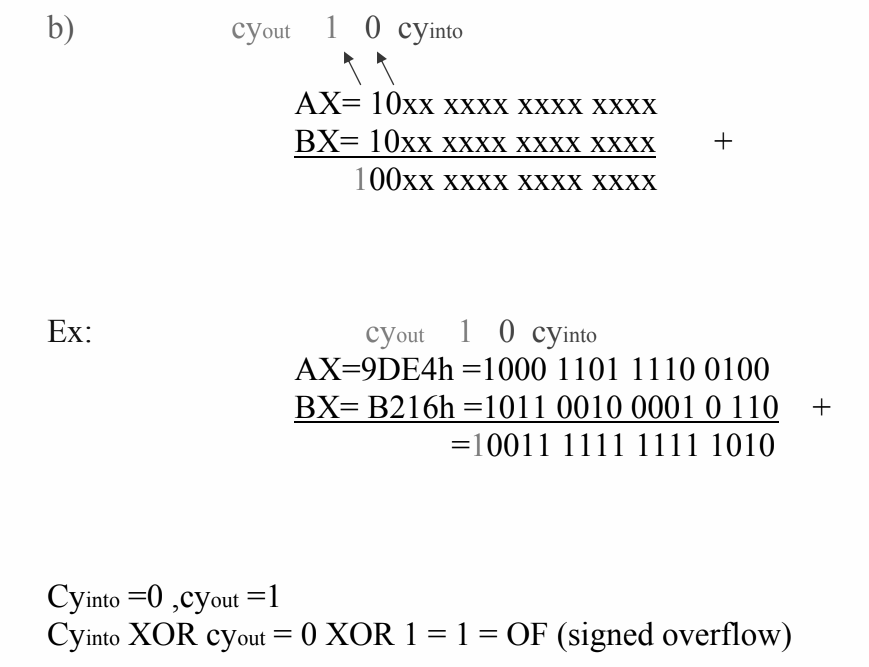 b) cyout 1 0 cyinto
AX= 10xx xxxx xxxx xxxx
BX= 10xx xxxx xxxx xxxx +
100xx xxxx xxxx xxxx
Ex: cyout 1 0 cyinto
AX=9DE4h =1000 1101 1110 0100
BX= B216h =1011 0010 0001 0 110 +
=10011 1111 1111 1010
Cyinto =0 ,cyout =1
Cyinto XOR cyout = 0 XOR 1 = 1 = OF (signed overflow)